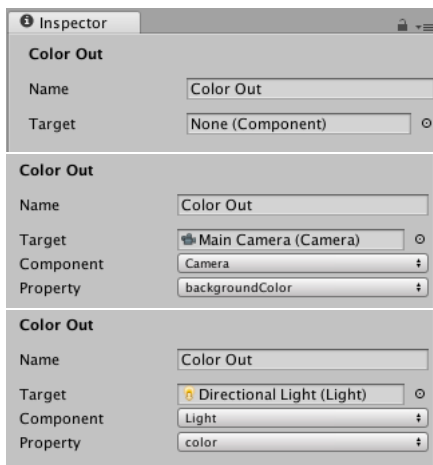 Inspector
Color Out
Name Color Out
Target None (Component)
Color Out
Name Color Out
Target Main Camera (Camera)
Component Camera
Property backgroundColor
Color Out
Name Color Out
Target Directional Light (Light)
Component Light
Property color